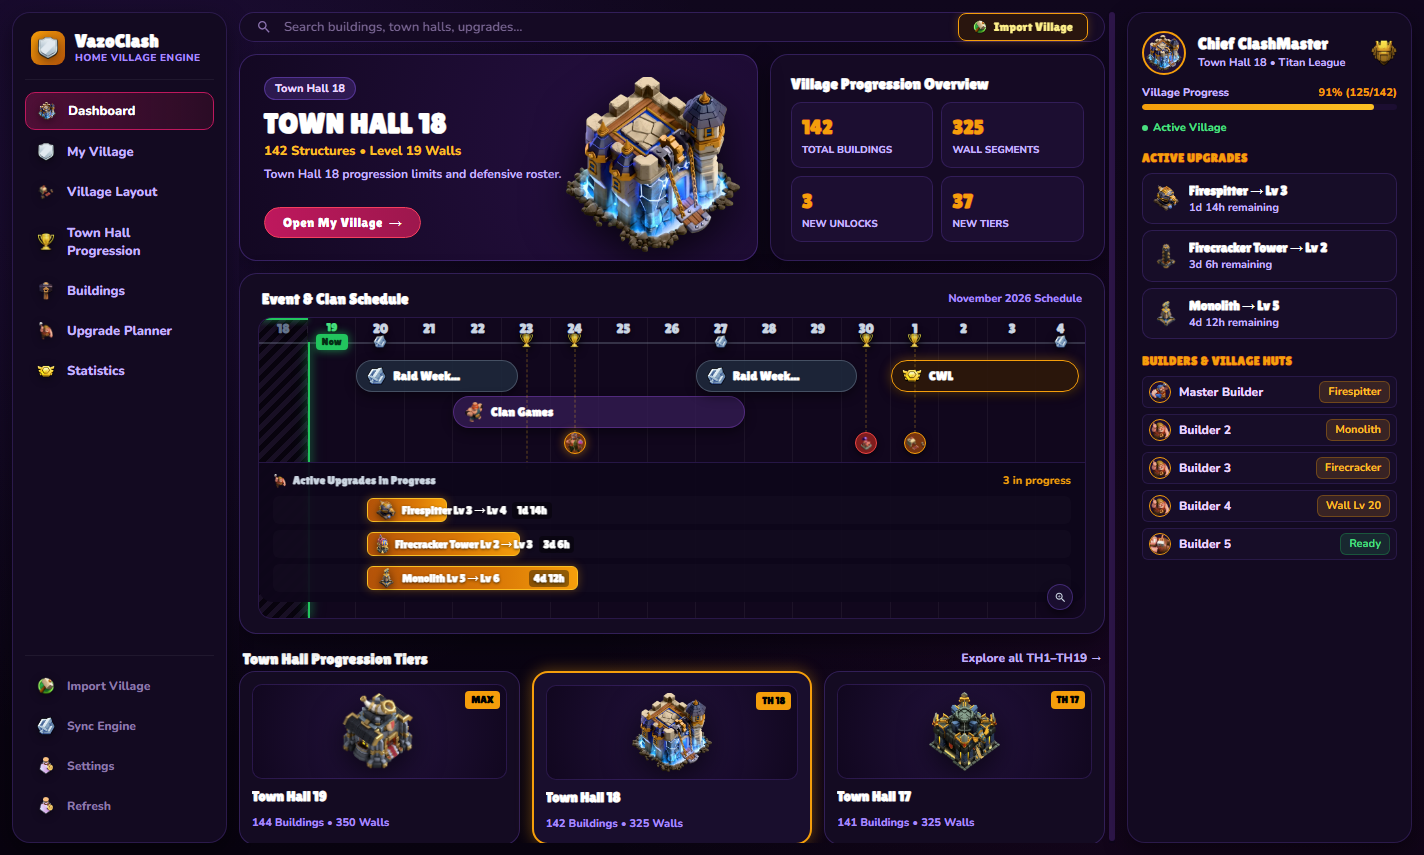 VazoClash
HOME VILLAGE ENGINE
Dashboard
My Village
Village Layout
Town Hall
Progression
Buildings
Upgrade Planner
Statistics
Import Village
Sync Engine
Settings
Refresh
Search buildings, town halls, upgrades...
Import Village
Town Hall 18
TOWN HALL 18
142 Structures • Level 19 Walls
Town Hall 18 progression limits and defensive roster.
Open My Village →
Village Progression Overview
142
TOTAL BUILDINGS
325
WALL SEGMENTS
3
NEW UNLOCKS
37
NEW TIERS
Event & Clan Schedule
November 2026 Schedule
18 19 20 21 22 23 24 25 26 27 28 29 30 1 2 3 4
Now
Raid Week...
Raid Week...
CWL
Clan Games
Active Upgrades in Progress
3 in progress
Firespitter Lv 3 → Lv 4 1d 14h
Firecracker Tower Lv 2 → Lv 3 3d 6h
Monolith Lv 5 → Lv 6 4d 12h
Town Hall Progression Tiers
Explore all TH1–TH19 →
MAX
Town Hall 19
144 Buildings • 350 Walls
TH 18
Town Hall 18
142 Buildings • 325 Walls
TH 17
Town Hall 17
141 Buildings • 325 Walls
Chief ClashMaster
Town Hall 18 • Titan League
Village Progress
91% (125/142)
Active Village
ACTIVE UPGRADES
Firespitter → Lv 3
1d 14h remaining
Firecracker Tower → Lv 2
3d 6h remaining
Monolith → Lv 5
4d 12h remaining
BUILDERS & VILLAGE HUTS
Master Builder
Firespitter
Builder 2
Monolith
Builder 3
Firecracker
Builder 4
Wall Lv 20
Builder 5
Ready